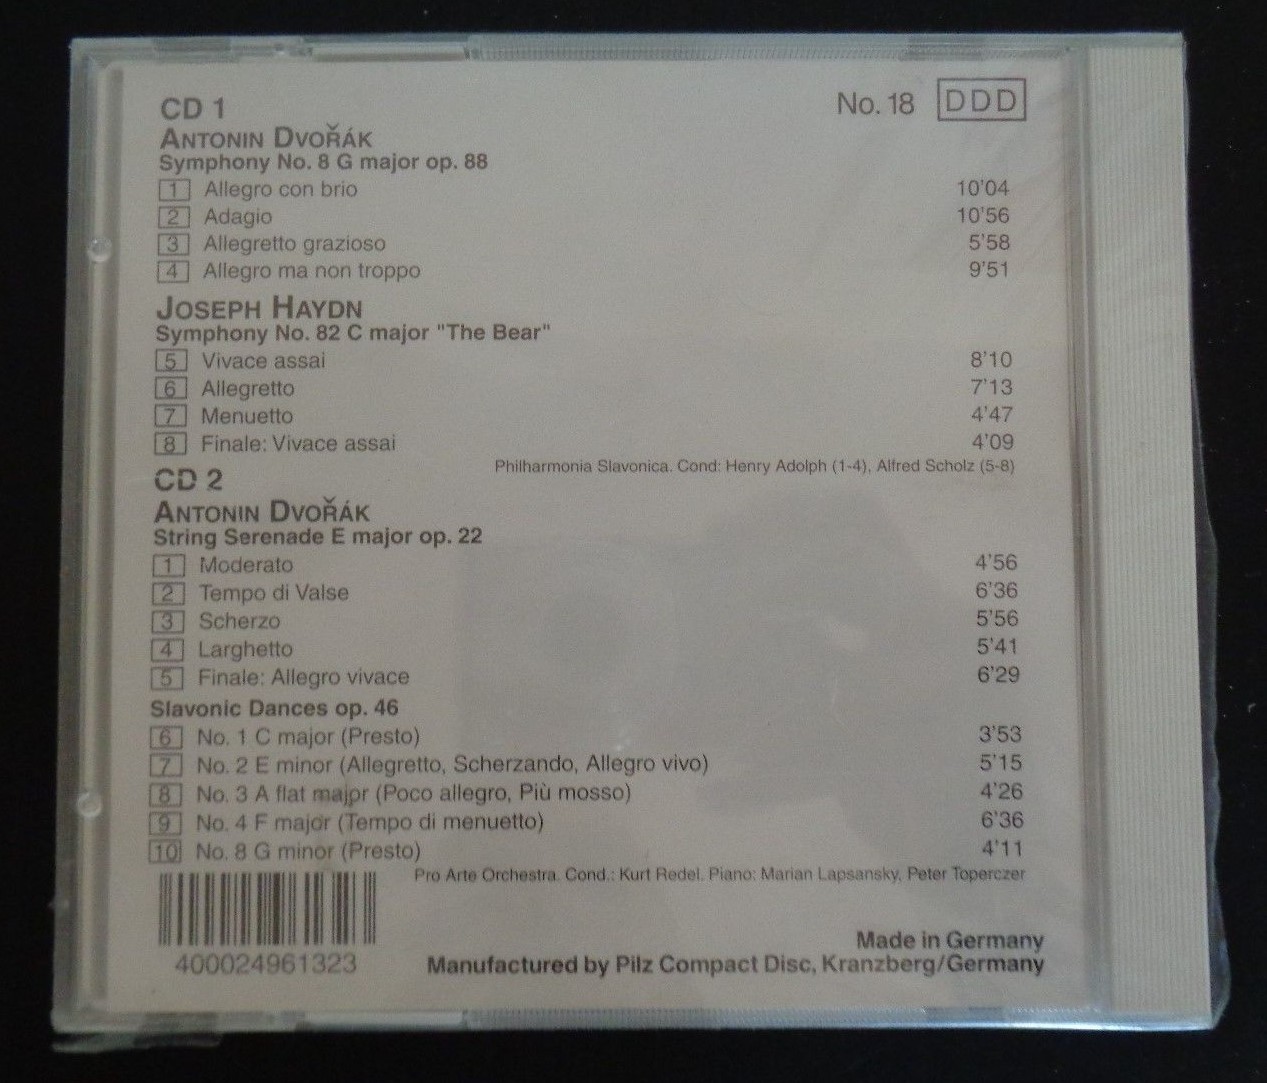 CD 1
No. 18 DDD
ANTONIN DVOŘÁK
Symphony No. 8 G major op. 88
1 Allegro con brio 10'04
2 Adagio 10'56
3 Allegretto grazioso 5'58
4 Allegro ma non troppo 9'51
JOSEPH HAYDN
Symphony No. 82 C major "The Bear"
5 Vivace assai 8'10
6 Allegretto 7'13
7 Menuetto 4'47
8 Finale: Vivace assai 4'09
Philharmonia Slavonica. Cond: Henry Adolph (1-4), Alfred Scholz (5-8)
CD 2
ANTONIN DVOŘÁK
String Serenade E major op. 22
1 Moderato 4'56
2 Tempo di Valse 6'36
3 Scherzo 5'56
4 Larghetto 5'41
5 Finale: Allegro vivace 6'29
Slavonic Dances op. 46
6 No. 1 C major (Presto) 3'53
7 No. 2 E minor (Allegretto, Scherzando, Allegro vivo) 5'15
8 No. 3 A flat major (Poco allegro, Più mosso) 4'26
9 No. 4 F major (Tempo di menuetto) 6'36
10 No. 8 G minor (Presto) 4'11
Pro Arte Orchestra. Cond.: Kurt Redel. Piano: Marian Lapsansky, Peter Toperczer
Made in Germany
400024961323
Manufactured by Pilz Compact Disc, Kranzberg/Germany